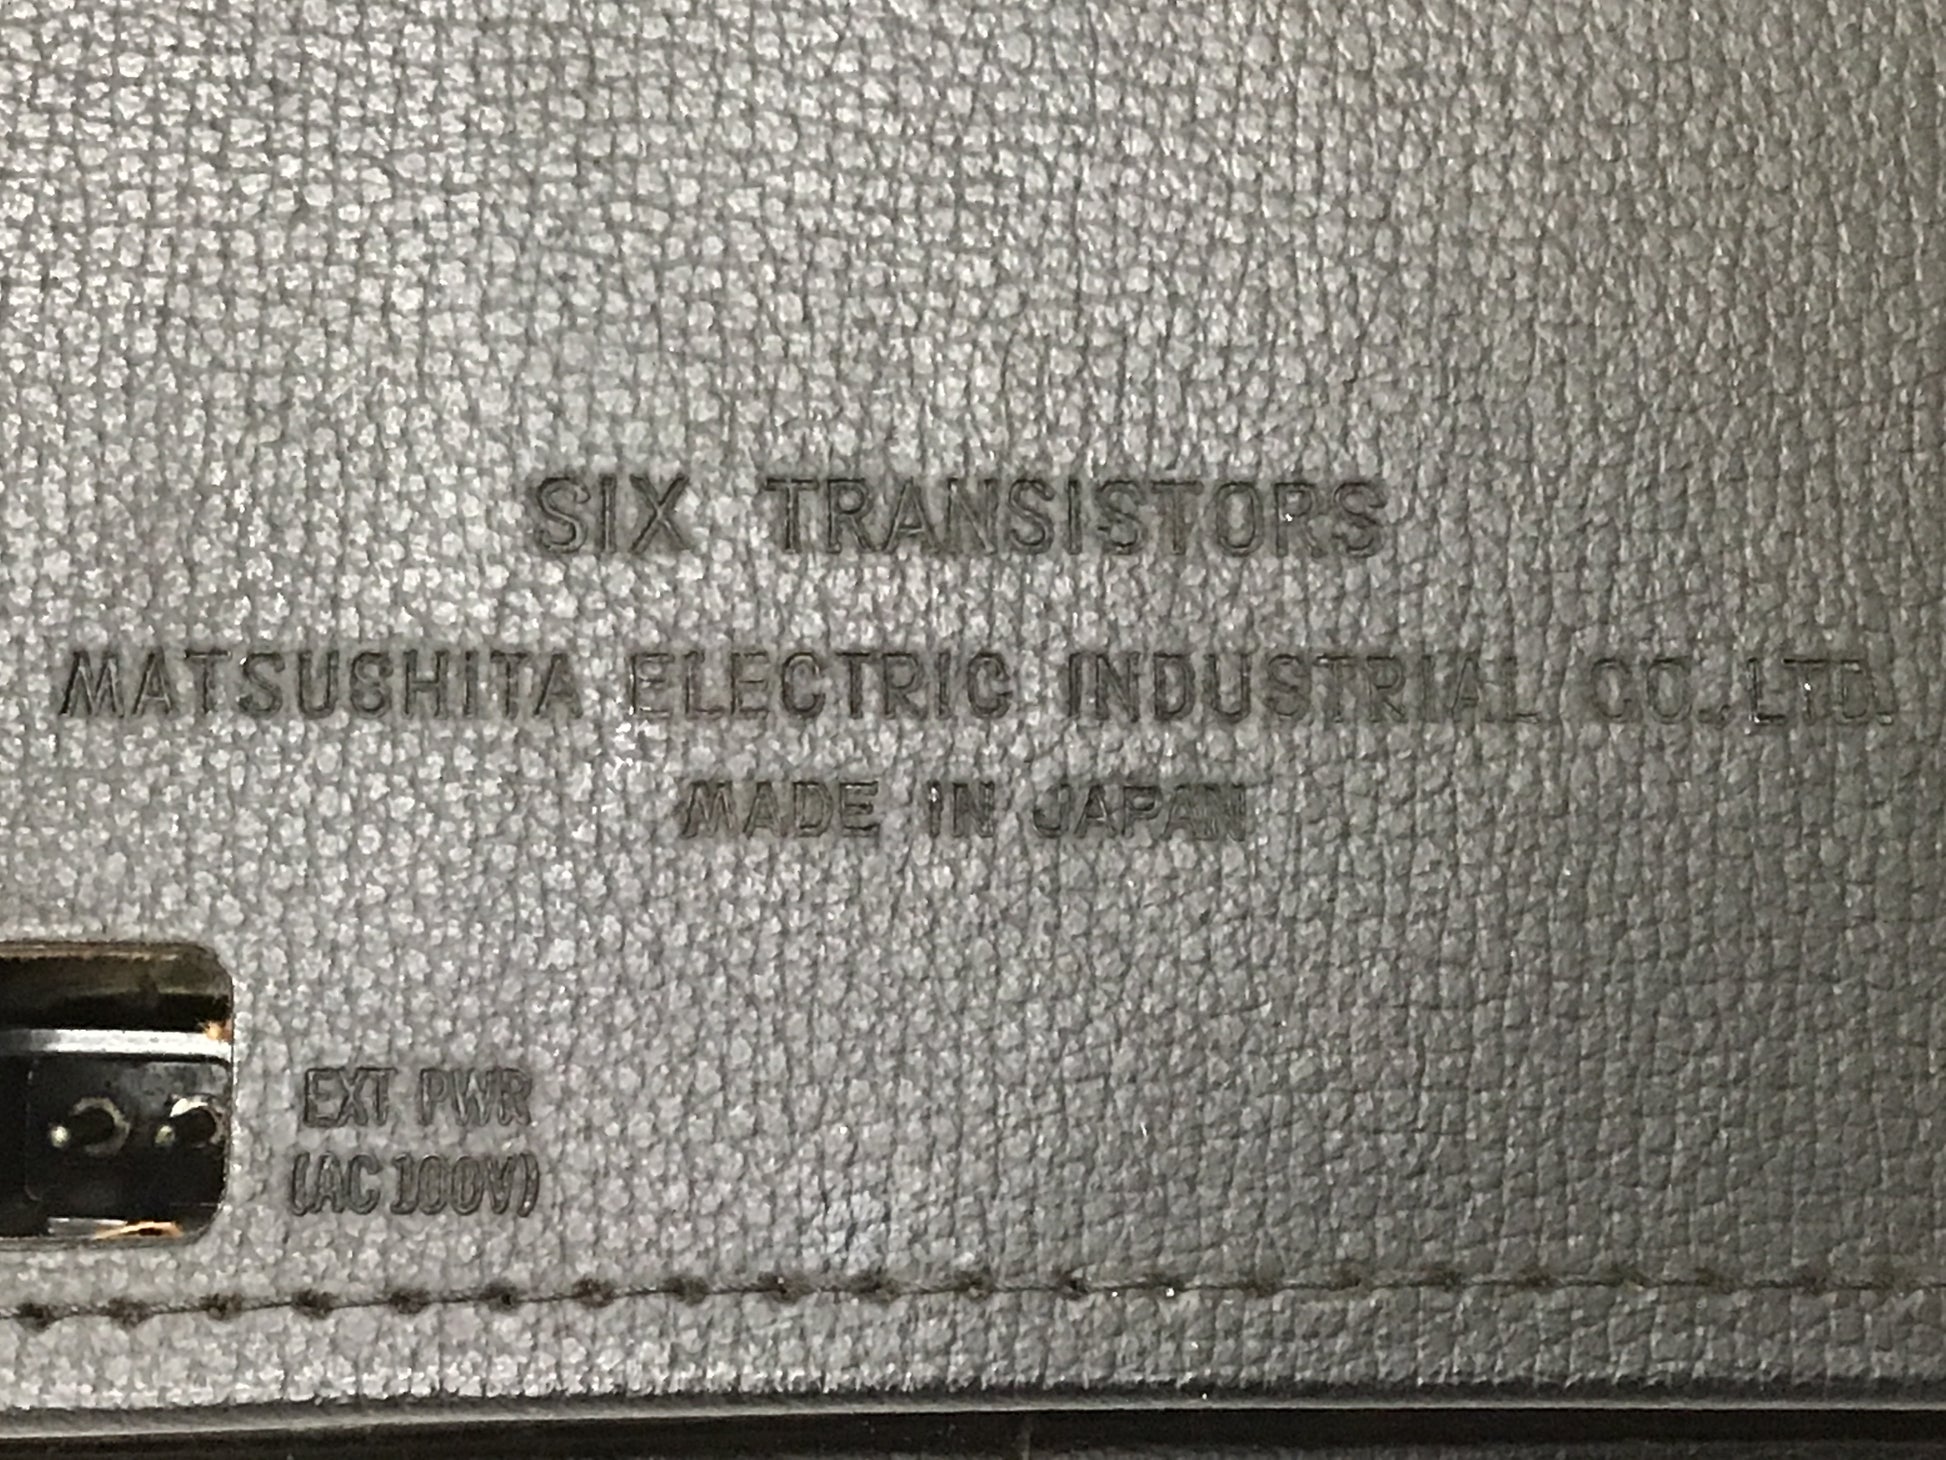 SIX TRANSISTORS
MATSUSHITA ELECTRIC INDUSTRIAL CO., LTD.
MADE IN JAPAN
EXT PWR
(AC 100V)